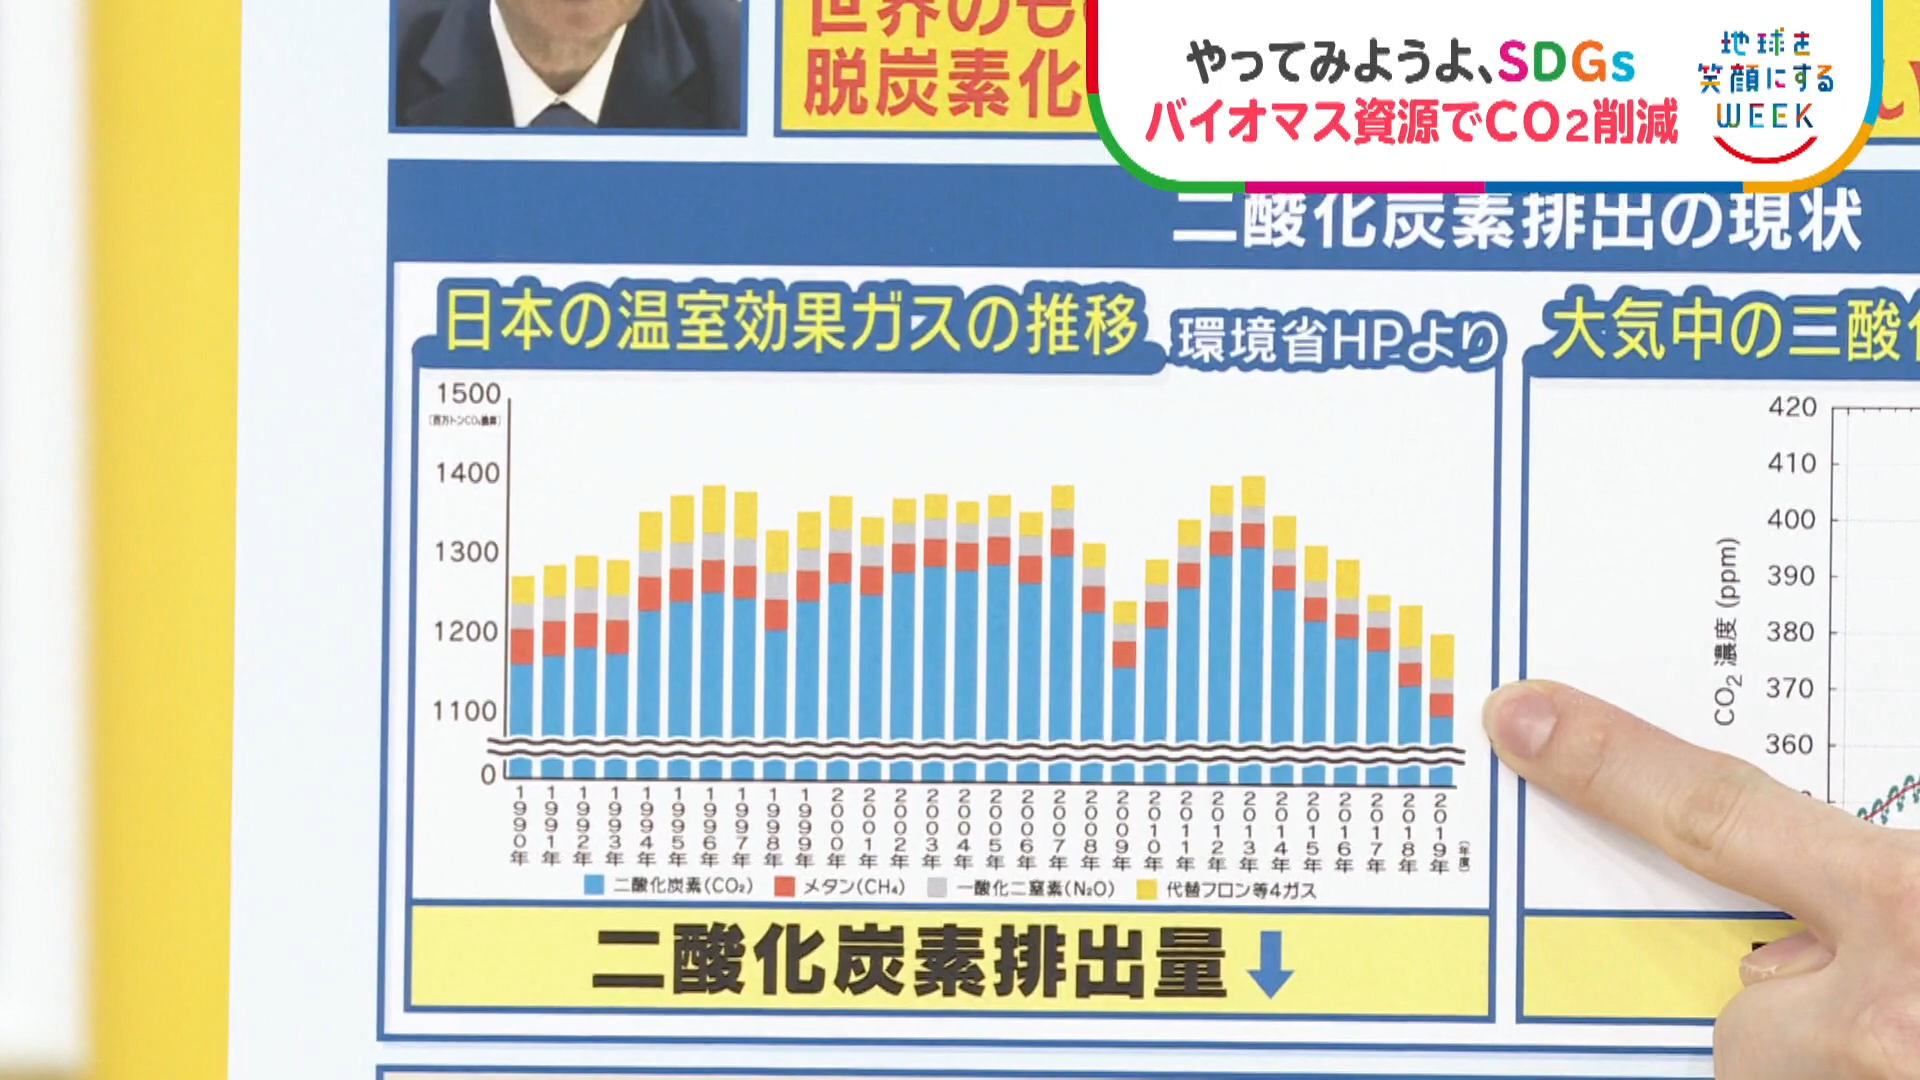 世界のも
脱炭素化
やってみようよ、SDGs
バイオマス資源でCO2削減
地球を
笑顔にする
WEEK
二酸化炭素排出の現状
日本の温室効果ガスの推移
環境省HPより
1500
(百万トンCO₂換算)
1400
1300
1200
1100
0
1990年
1991年
1992年
1993年
1994年
1995年
1996年
1997年
1998年
1999年
2000年
2001年
2002年
2003年
2004年
2005年
2006年
2007年
2008年
2009年
2010年
2011年
2012年
2013年
2014年
2015年
2016年
2017年
2018年
2019年
(年度)
二酸化炭素(CO₂)
メタン(CH₄)
一酸化二窒素(N₂O)
代替フロン等4ガス
二酸化炭素排出量↓
大気中の二酸化
CO₂ 濃度 (ppm)
420
410
400
390
380
370
360